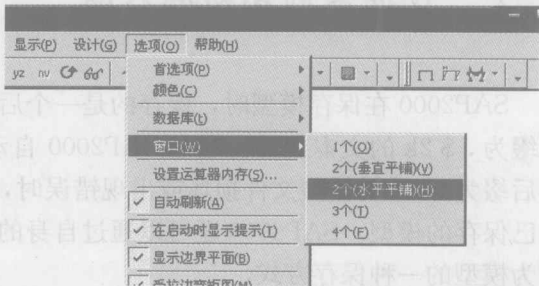 显示(P) 设计(G) 选项(O) 帮助(H)
yz nv
首选项(P)
颜色(C)
数据库(t)
窗口(W)
设置运算器内存(S)...
自动刷新(A)
在启动时显示提示(T)
显示边界平面(B)
1个(O)
2个(垂直平铺)(V)
2个(水平平铺)(H)
3个(T)
4个(F)